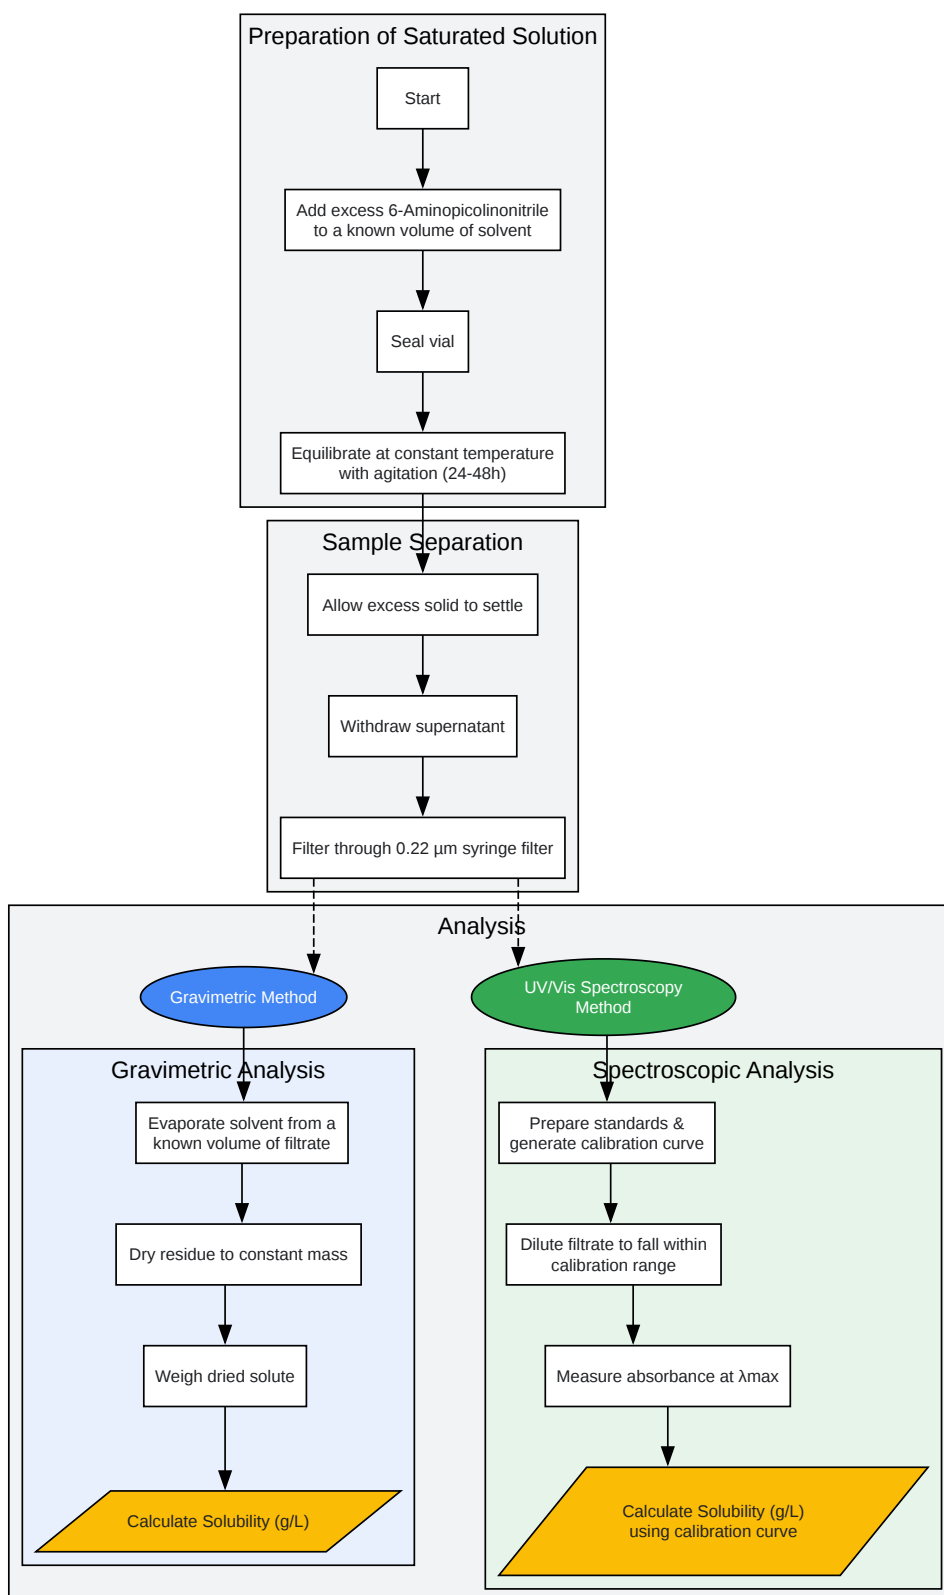 Preparation of Saturated Solution
Start
Add excess 6-Aminopicolinonitrile
to a known volume of solvent
Seal vial
Equilibrate at constant temperature
with agitation (24-48h)
Sample Separation
Allow excess solid to settle
Withdraw supernatant
Filter through 0.22 µm syringe filter
Analysis
Gravimetric Method
UV/Vis Spectroscopy
Method
Gravimetric Analysis
Evaporate solvent from a
known volume of filtrate
Dry residue to constant mass
Weigh dried solute
Calculate Solubility (g/L)
Spectroscopic Analysis
Prepare standards &
generate calibration curve
Dilute filtrate to fall within
calibration range
Measure absorbance at λmax
Calculate Solubility (g/L)
using calibration curve